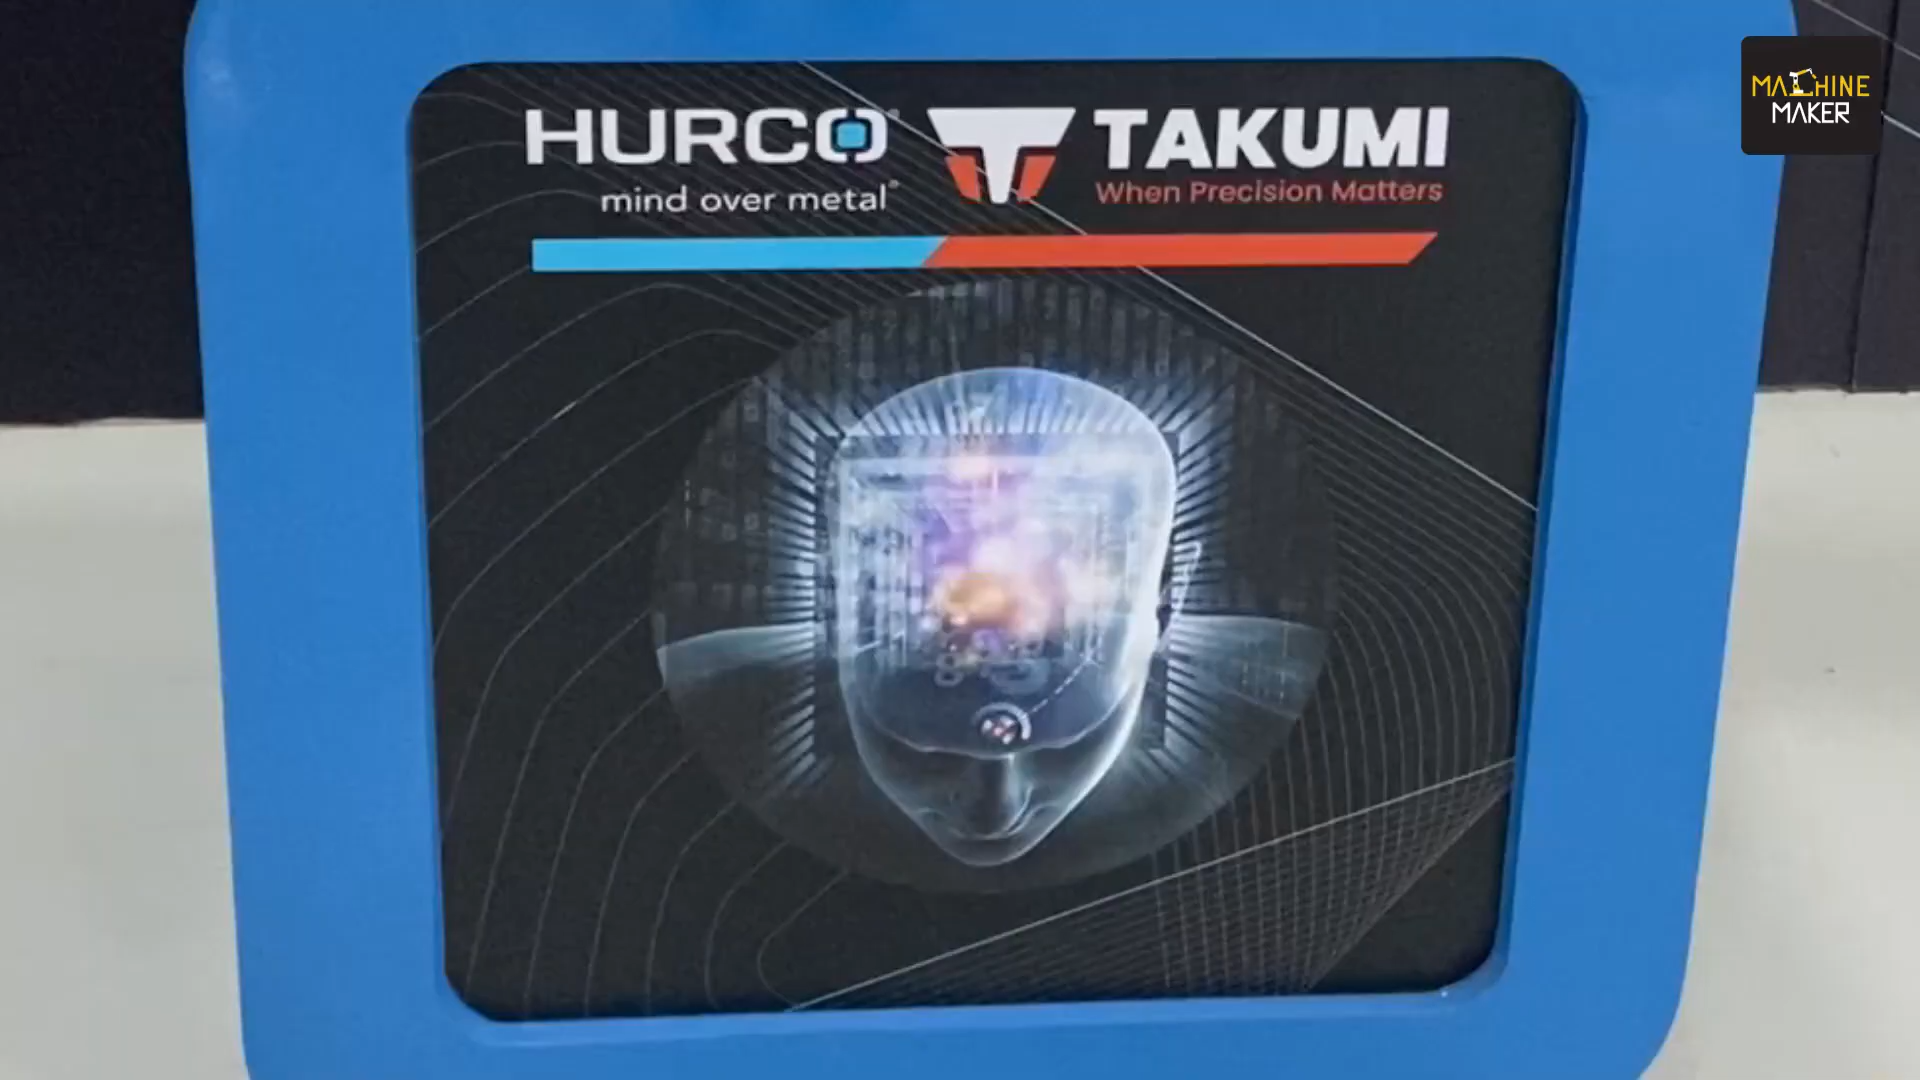 HURCO
mind over metal®
TAKUMI
When Precision Matters
MACHINE
MAKER